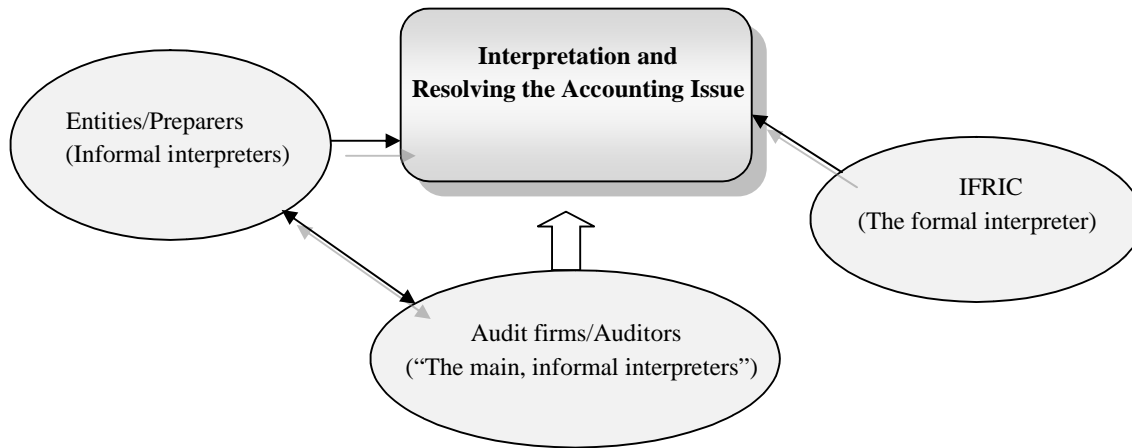 Interpretation and
Resolving the Accounting Issue
Entities/Preparers
(Informal interpreters)
IFRIC
(The formal interpreter)
Audit firms/Auditors
(“The main, informal interpreters”)